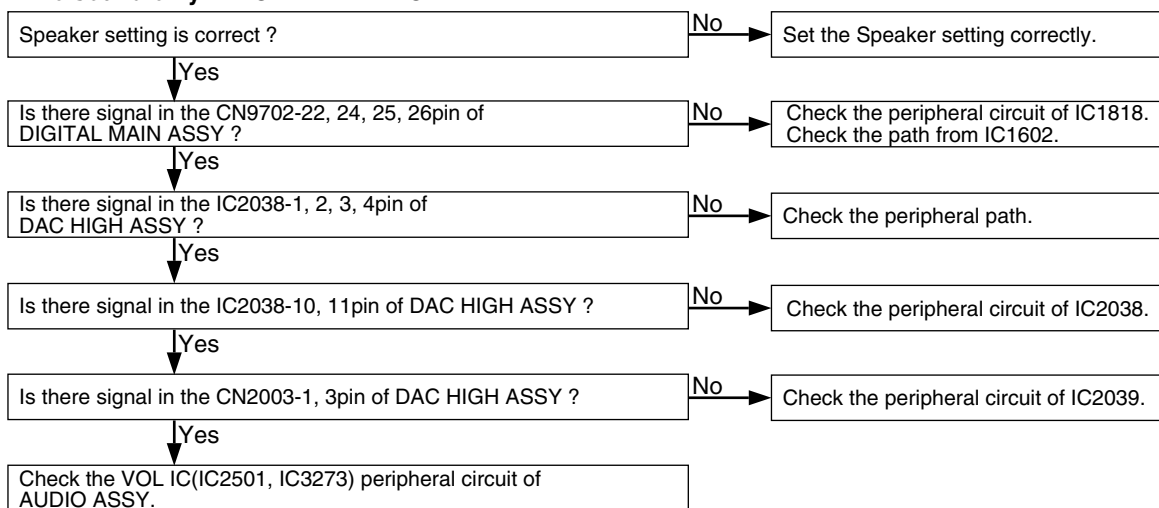 Speaker setting is correct ?
No
Set the Speaker setting correctly.
Yes
Is there signal in the CN9702-22, 24, 25, 26pin of
DIGITAL MAIN ASSY ?
No
Check the peripheral circuit of IC1818.
Check the path from IC1602.
Yes
Is there signal in the IC2038-1, 2, 3, 4pin of
DAC HIGH ASSY ?
No
Check the peripheral path.
Yes
Is there signal in the IC2038-10, 11pin of DAC HIGH ASSY ?
No
Check the peripheral circuit of IC2038.
Yes
Is there signal in the CN2003-1, 3pin of DAC HIGH ASSY ?
No
Check the peripheral circuit of IC2039.
Yes
Check the VOL IC(IC2501, IC3273) peripheral circuit of
AUDIO ASSY.